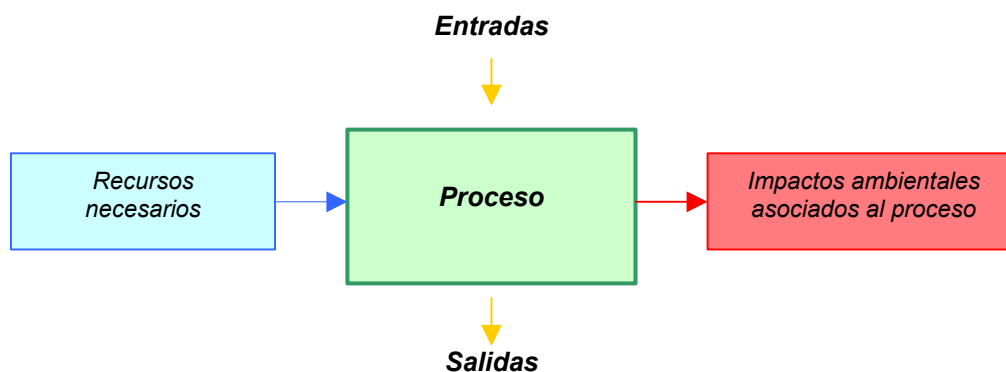 Entradas
Recursos
necesarios
Proceso
Impactos ambientales
asociados al proceso
Salidas